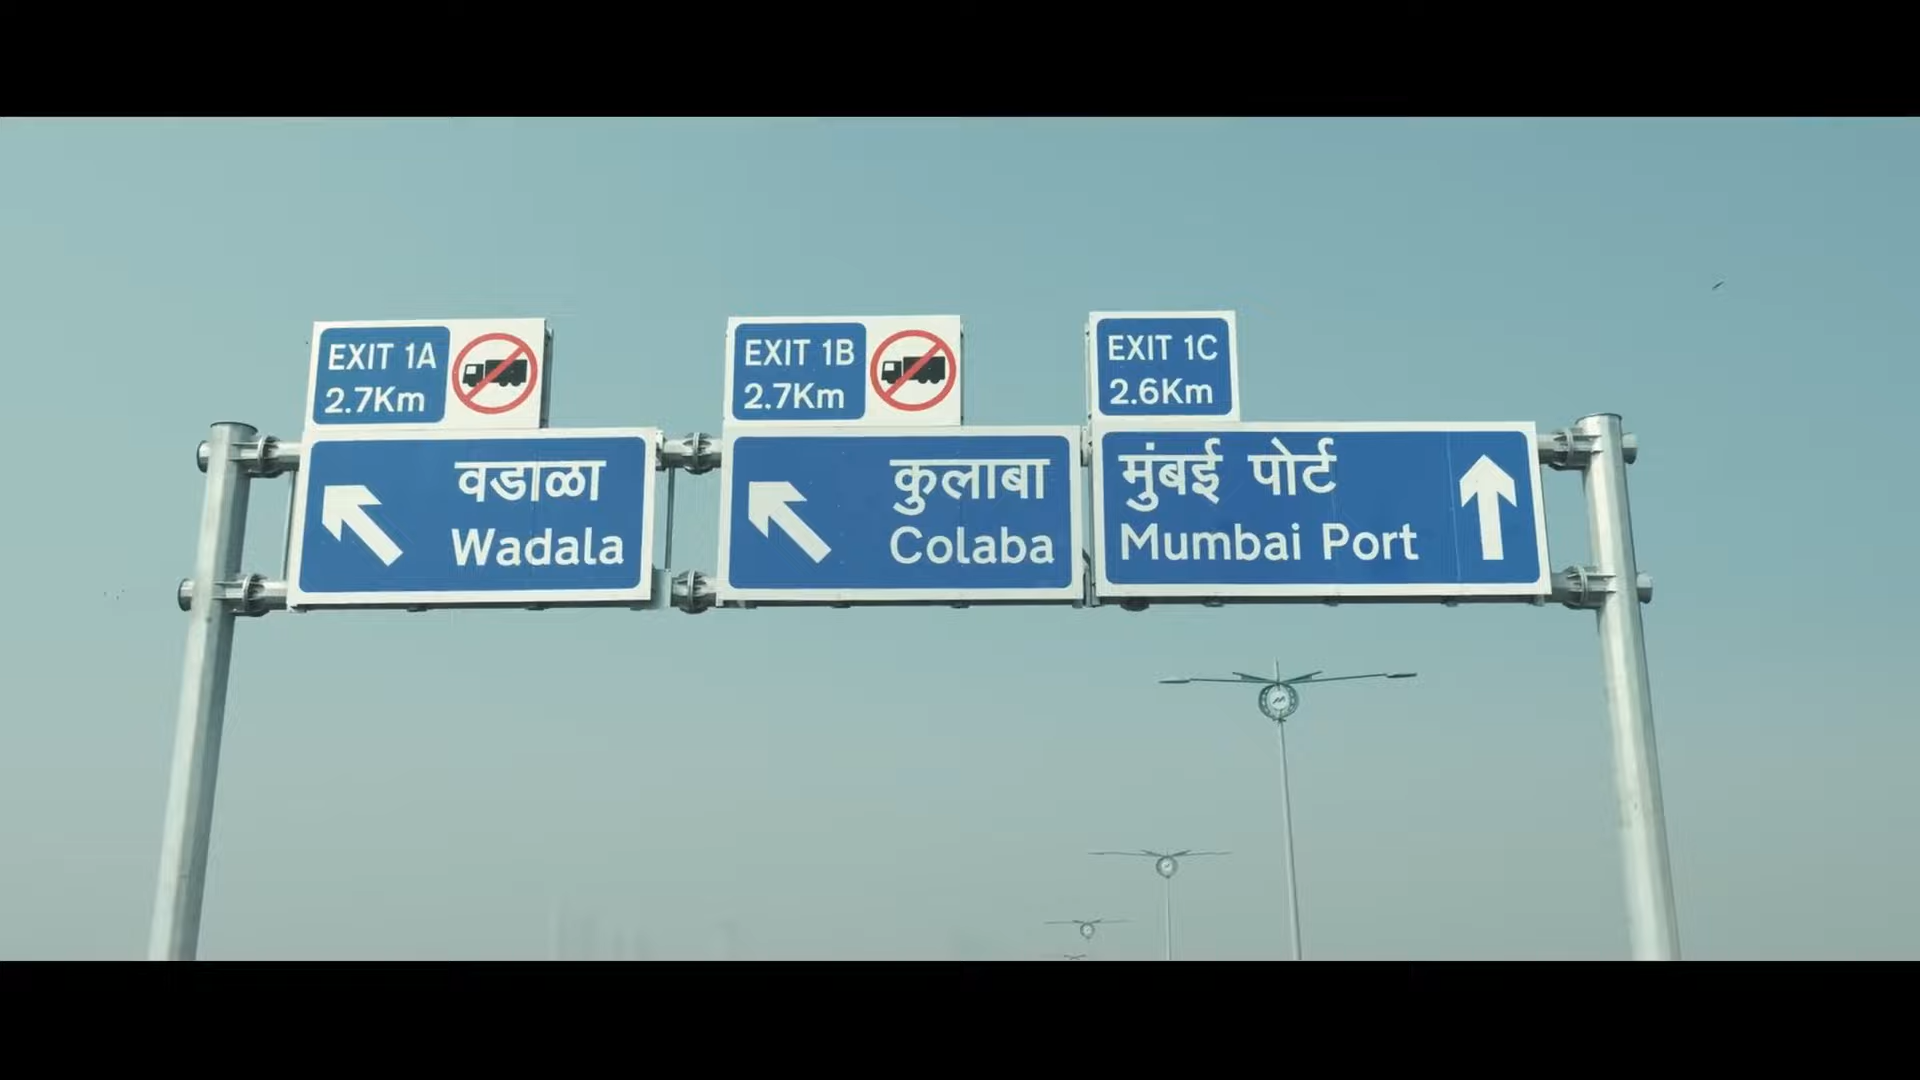 EXIT 1A
2.7Km
वडाळा
Wadala
EXIT 1B
2.7Km
कुलाबा
Colaba
EXIT 1C
2.6Km
मुंबई पोर्ट
Mumbai Port